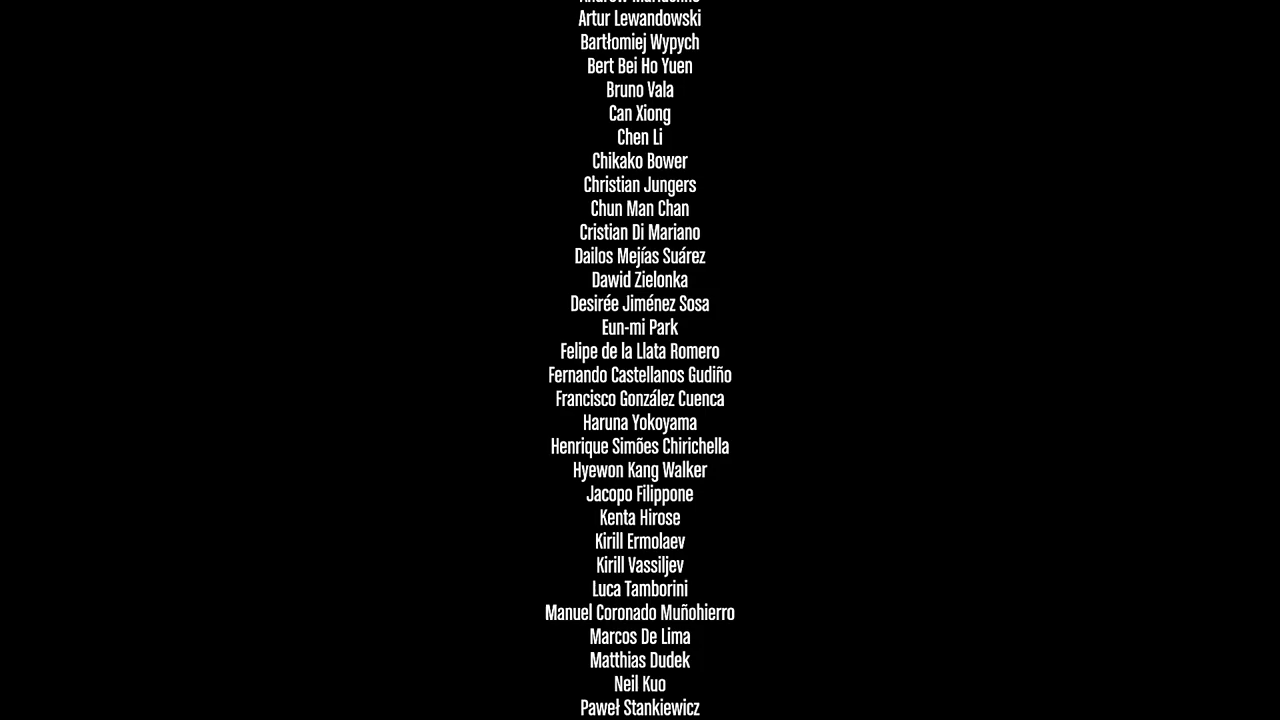 Artur Lewandowski
Bartłomiej Wypych
Bert Bei Ho Yuen
Bruno Vala
Can Xiong
Chen Li
Chikako Bower
Christian Jungers
Chun Man Chan
Cristian Di Mariano
Dailos Mejías Suárez
Dawid Zielonka
Desirée Jiménez Sosa
Eun-mi Park
Felipe de la Llata Romero
Fernando Castellanos Gudiño
Francisco González Cuenca
Haruna Yokoyama
Henrique Simões Chirichella
Hyewon Kang Walker
Jacopo Filippone
Kenta Hirose
Kirill Ermolaev
Kirill Vassiljev
Luca Tamborini
Manuel Coronado Muñohierro
Marcos De Lima
Matthias Dudek
Neil Kuo
Paweł Stankiewicz